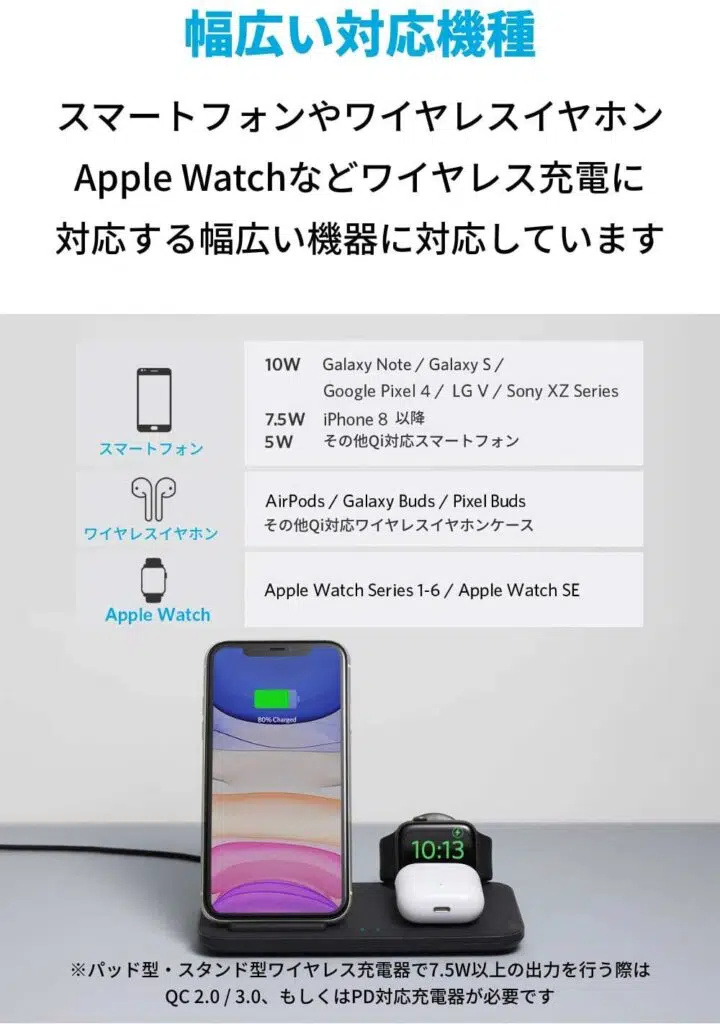 幅広い対応機種
スマートフォンやワイヤレスイヤホン
Apple Watchなどワイヤレス充電に
対応する幅広い機器に対応しています
スマートフォン
10W Galaxy Note / Galaxy S /
Google Pixel 4 / LG V / Sony XZ Series
7.5W iPhone 8 以降
5W その他Qi対応スマートフォン
ワイヤレスイヤホン
AirPods / Galaxy Buds / Pixel Buds
その他Qi対応ワイヤレスイヤホンケース
Apple Watch
Apple Watch Series 1-6 / Apple Watch SE
80% Charged
10:13
※パッド型・スタンド型ワイヤレス充電器で7.5W以上の出力を行う際は
QC 2.0 / 3.0、もしくはPD対応充電器が必要です